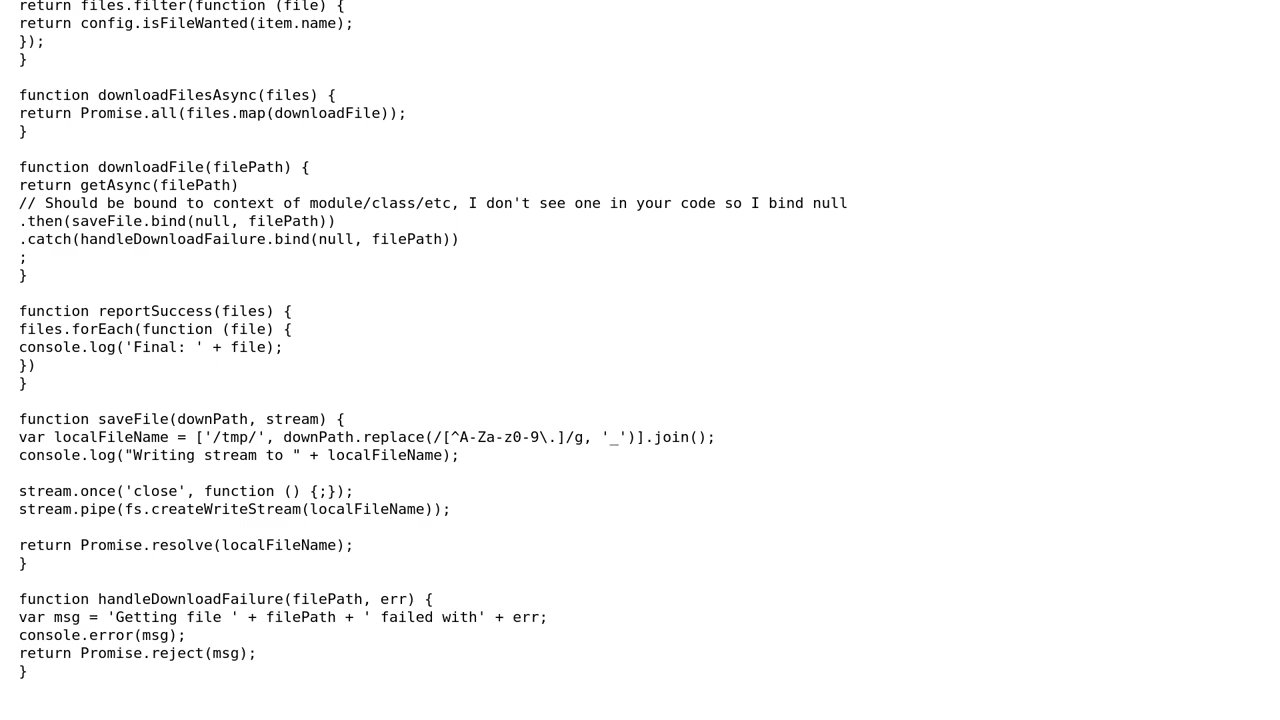 return files.filter(function (file) {
return config.isFileWanted(item.name);
});
}

function downloadFilesAsync(files) {
return Promise.all(files.map(downloadFile));
}

function downloadFile(filePath) {
return getAsync(filePath)
// Should be bound to context of module/class/etc, I don't see one in your code so I bind null
.then(saveFile.bind(null, filePath))
.catch(handleDownloadFailure.bind(null, filePath))
;
}

function reportSuccess(files) {
files.forEach(function (file) {
console.log('Final: ' + file);
})
}

function saveFile(downPath, stream) {
var localFileName = ['/tmp/', downPath.replace(/[^A-Za-z0-9\.]/g, '_')].join();
console.log("Writing stream to " + localFileName);

stream.once('close', function () {;});
stream.pipe(fs.createWriteStream(localFileName));

return Promise.resolve(localFileName);
}

function handleDownloadFailure(filePath, err) {
var msg = 'Getting file ' + filePath + ' failed with' + err;
console.error(msg);
return Promise.reject(msg);
}